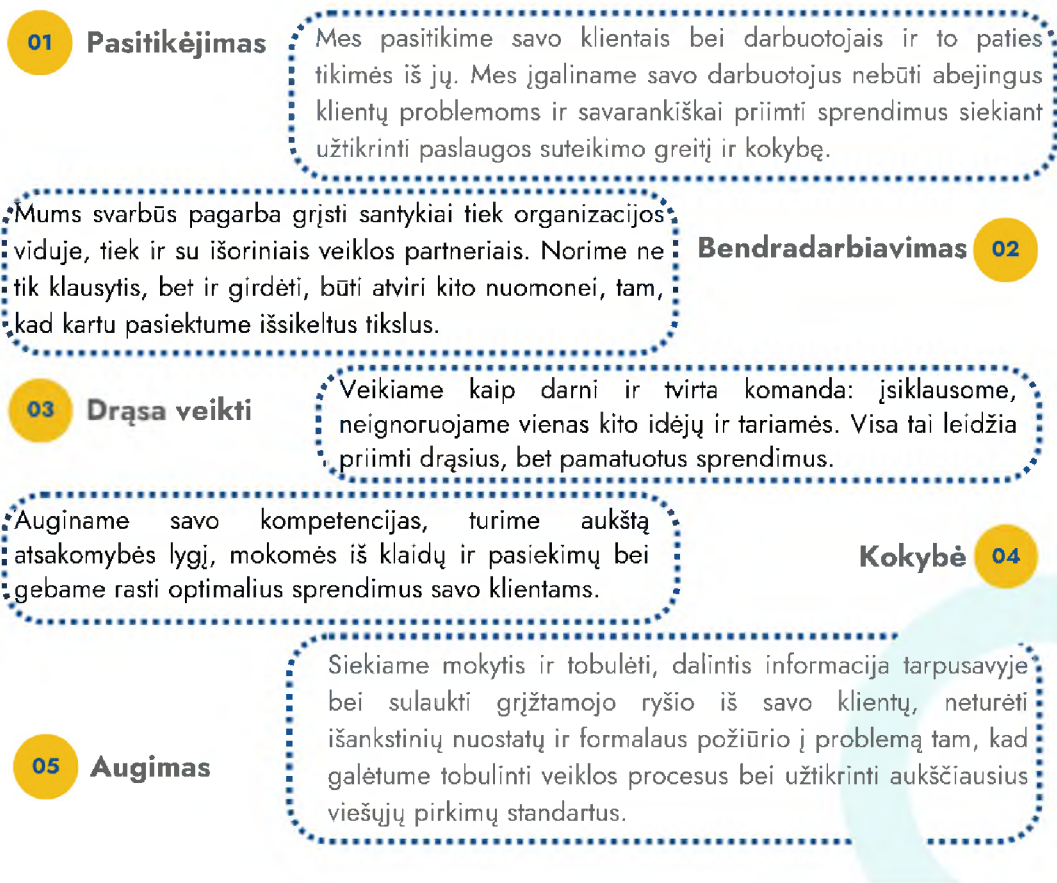 01 Pasitikėjimas
Mes pasitikime savo klientais bei darbuotojais ir to paties
tikimės iš jų. Mes įgaliname savo darbuotojus nebūti abejingus
klientų problemoms ir savarankiškai priimti sprendimus siekiant
užtikrinti paslaugos suteikimo greitį ir kokybę.
Mums svarbūs pagarba grįsti santykiai tiek organizacijos
viduje, tiek ir su išoriniais veiklos partneriais. Norime ne
tik klausytis, bet ir girdėti, būti atviri kito nuomonei, tam,
kad kartu pasiektume išsikeltus tikslus.
Bendradarbiavimas 02
03 Drąsa veikti
Veikiame kaip darni ir tvirta komanda: įsiklausome,
neignoruojame vienas kito idėjų ir tariamės. Visa tai leidžia
priimti drąsius, bet pamatuotus sprendimus.
Auginame savo kompetencijas, turime aukštą
atsakomybės lygį, mokomės iš klaidų ir pasiekimų bei
gebame rasti optimalius sprendimus savo klientams.
Kokybė 04
05 Augimas
Siekiame mokytis ir tobulėti, dalintis informacija tarpusavyje
bei sulaukti grįžtamojo ryšio iš savo klientų, neturėti
išankstinių nuostatų ir formalaus požiūrio į problemą tam, kad
galėtume tobulinti veiklos procesus bei užtikrinti aukščiausius
viešųjų pirkimų standartus.